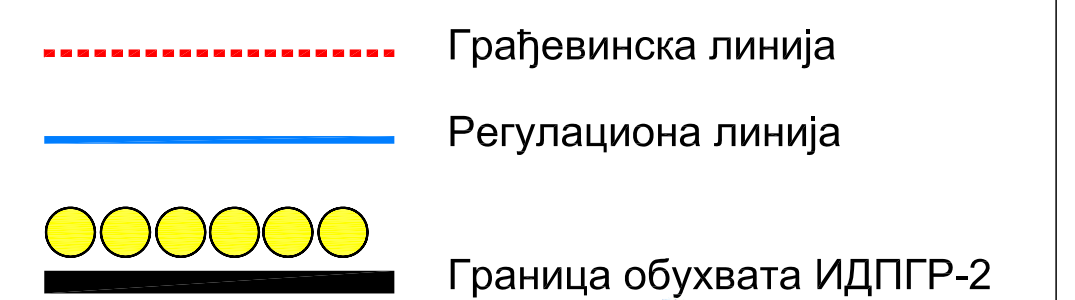 Грађевинска линија
Регулациона линија
Граница обухвата ИДПГР-2